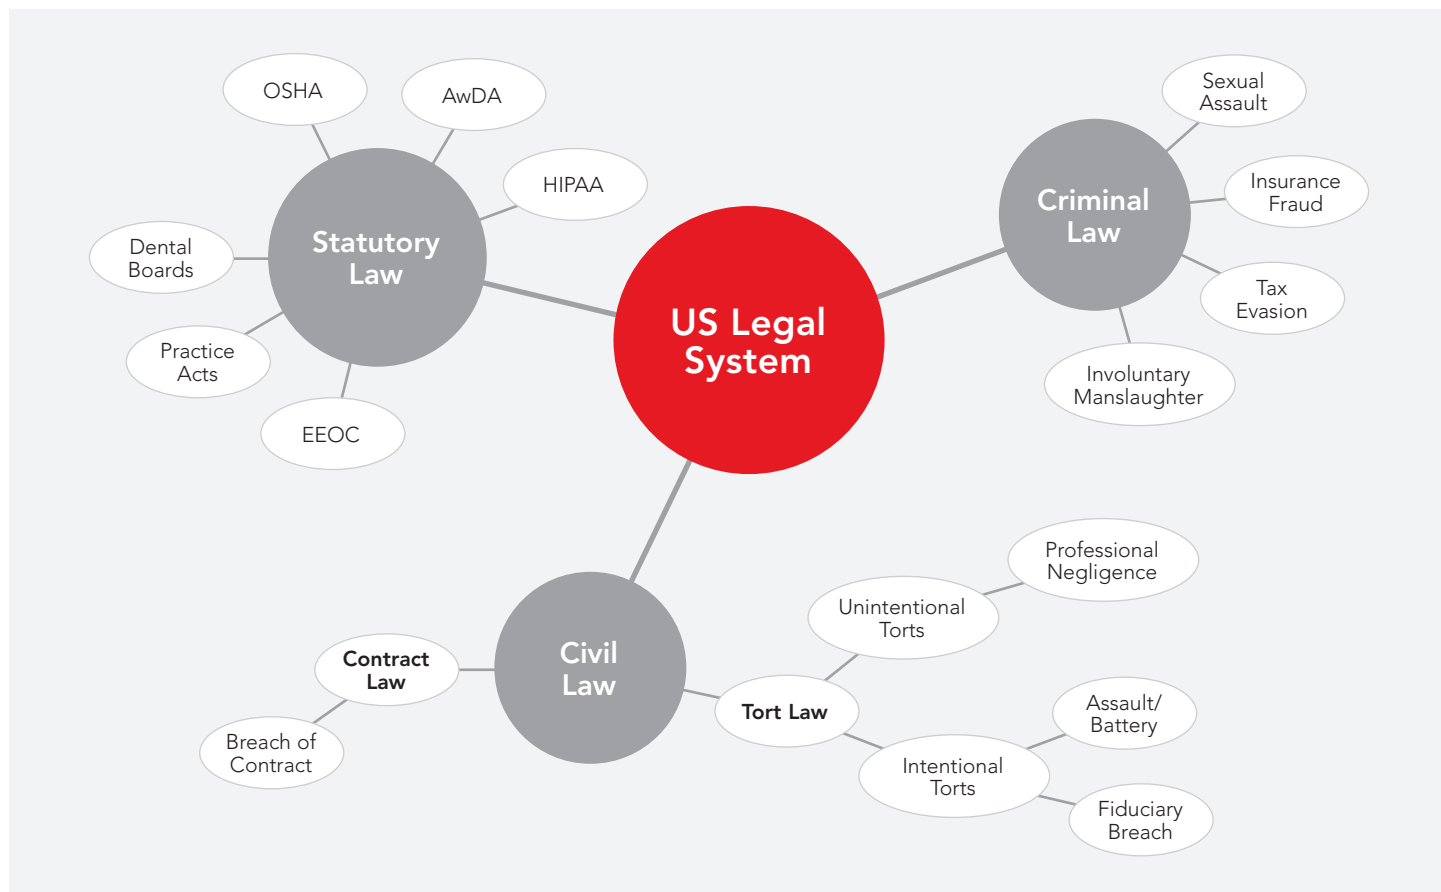 OSHA
AwDA
HIPAA
Dental
Boards
Statutory
Law
Practice
Acts
EEOC
US Legal
System
Sexual
Assault
Criminal
Law
Insurance
Fraud
Tax
Evasion
Involuntary
Manslaughter
Civil
Law
Contract
Law
Breach of
Contract
Tort Law
Unintentional
Torts
Professional
Negligence
Intentional
Torts
Assault/
Battery
Fiduciary
Breach